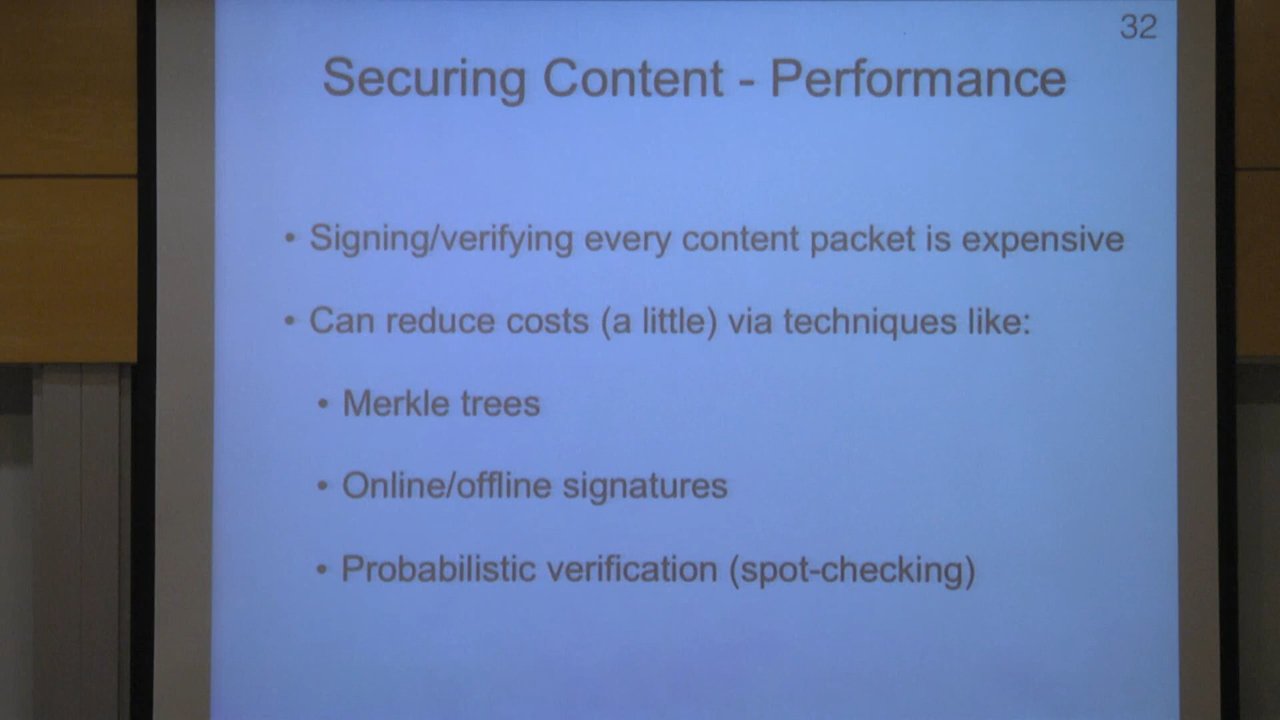 32
Securing Content - Performance
• Signing/verifying every content packet is expensive
• Can reduce costs (a little) via techniques like:
• Merkle trees
• Online/offline signatures
• Probabilistic verification (spot-checking)